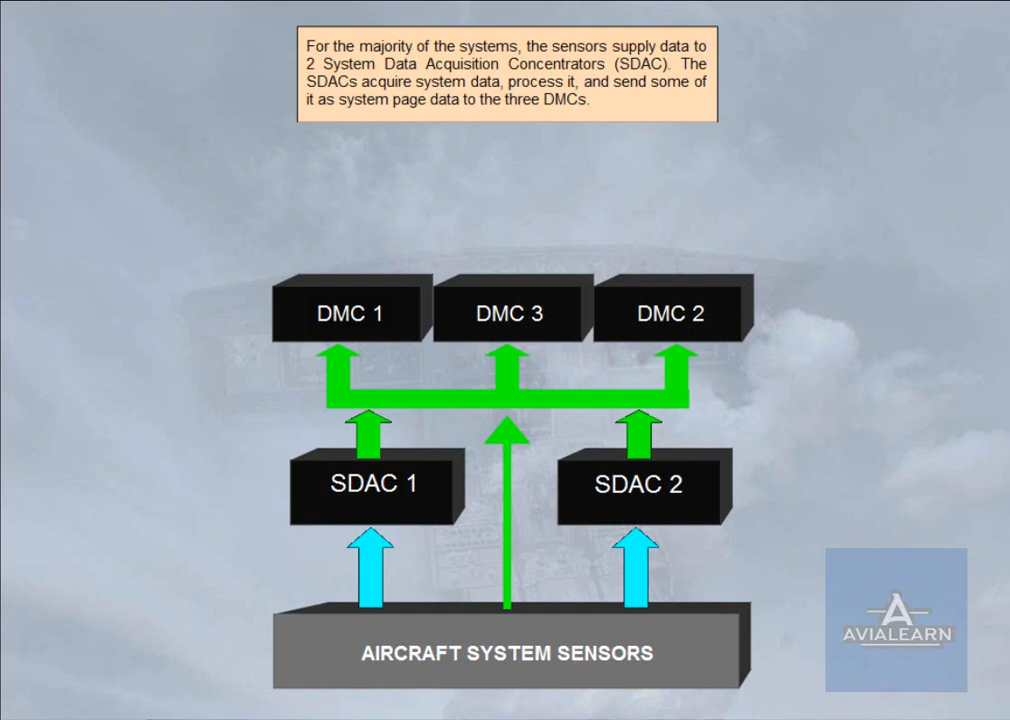 For the majority of the systems, the sensors supply data to
2 System Data Acquisition Concentrators (SDAC). The
SDACs acquire system data, process it, and send some of
it as system page data to the three DMCs.
DMC 1
DMC 3
DMC 2
SDAC 1
SDAC 2
AIRCRAFT SYSTEM SENSORS
A
AVIALEARN